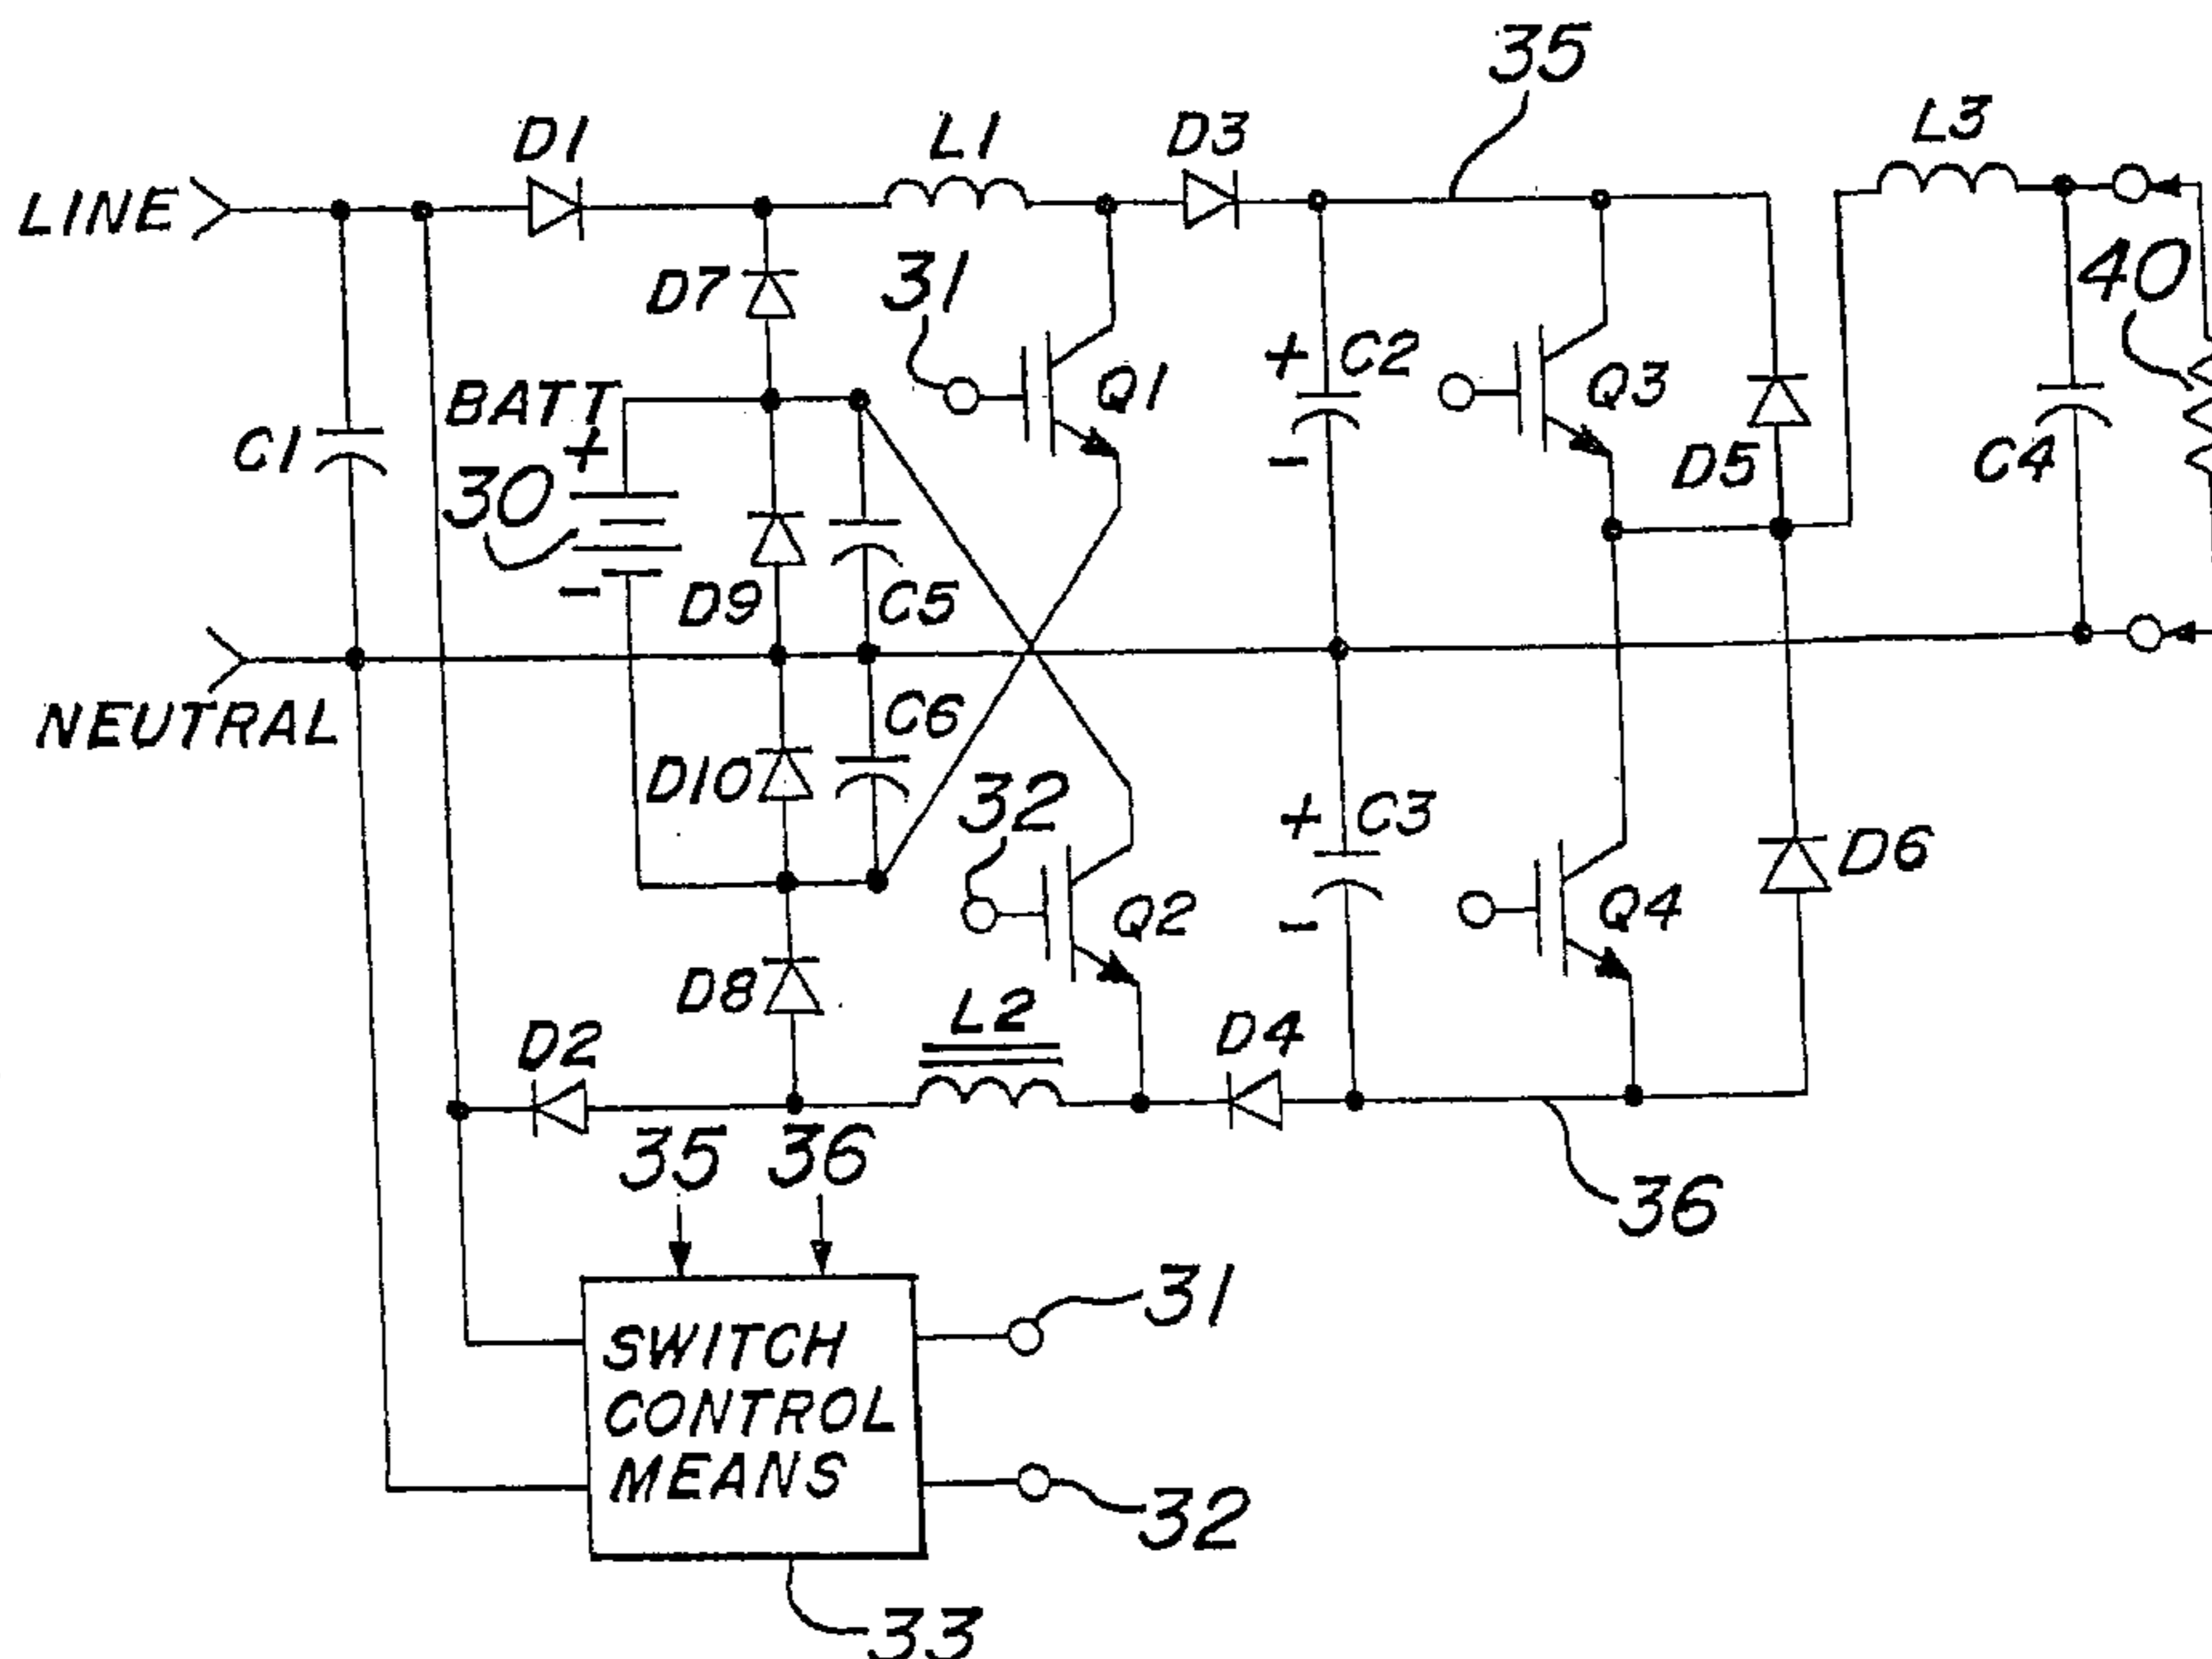 35
D1
L1
D3
L3
LINE
D7
31
40
+
C2
Q3
BATT
Q1
+
C1
30
-
D5
C4
-
D9
C5
NEUTRAL
C6
D10
32
+
C3
D6
Q2
Q4
-
D8
L2
D2
D4
35
36
36
31
SWITCH
CONTROL
MEANS
32
33